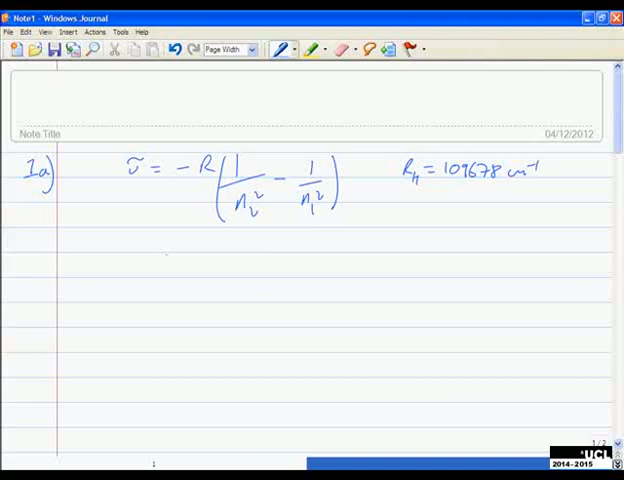 Note1 - Windows Journal
File Edit View Insert Actions Tools Help
Page Width
Note Title 04/12/2012
1a) ν̃ = - R (1/n₂² - 1/n₁²) R_H = 109678 cm⁻¹
1/2
1
UCL
2014-2015